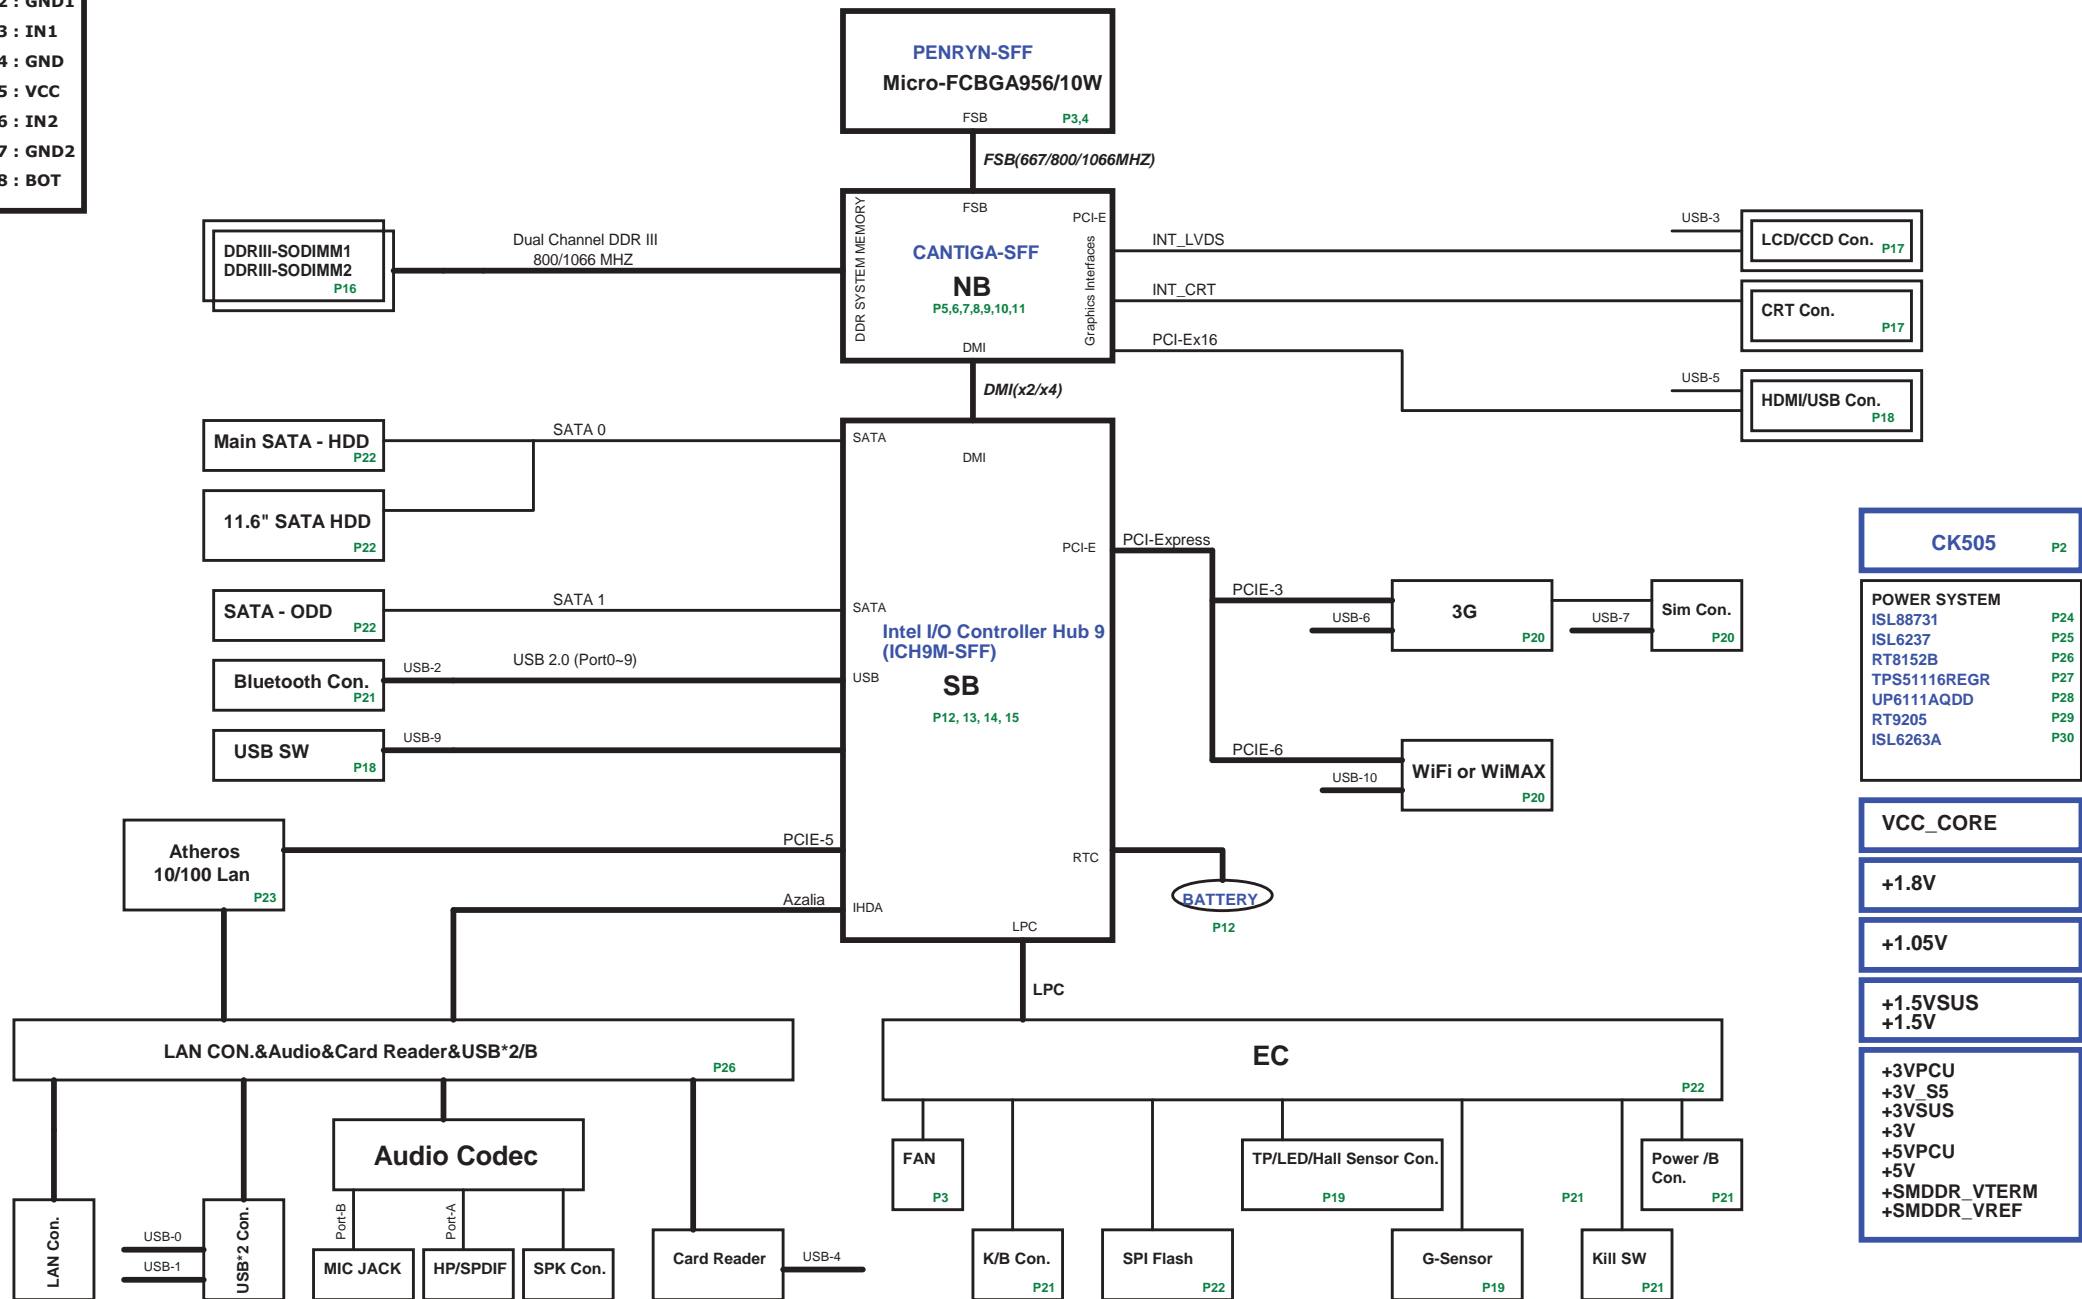 2 : GND1
3 : IN1
4 : GND
5 : VCC
6 : IN2
7 : GND2
8 : BOT
PENRYN-SFF
Micro-FCBGA956/10W
FSB
P3,4
FSB(667/800/1066MHZ)
FSB
DDR SYSTEM MEMORY
PCI-E
Graphics Interfaces
CANTIGA-SFF
NB
P5,6,7,8,9,10,11
DMI
DDRIII-SODIMM1
DDRIII-SODIMM2
P16
Dual Channel DDR III
800/1066 MHZ
INT_LVDS
INT_CRT
PCI-Ex16
USB-3
LCD/CCD Con.
P17
CRT Con.
P17
USB-5
HDMI/USB Con.
P18
DMI(x2/x4)
Main SATA - HDD
P22
SATA 0
11.6" SATA HDD
P22
SATA - ODD
P22
SATA 1
Bluetooth Con.
P21
USB-2
USB 2.0 (Port0~9)
USB SW
P18
USB-9
SATA
DMI
PCI-E
SATA
Intel I/O Controller Hub 9
(ICH9M-SFF)
USB
SB
P12, 13, 14, 15
RTC
IHDA
LPC
PCI-Express
PCIE-3
USB-6
3G
P20
USB-7
Sim Con.
P20
PCIE-6
USB-10
WiFi or WiMAX
P20
BATTERY
P12
Atheros
10/100 Lan
P23
PCIE-5
Azalia
LPC
CK505
P2
POWER SYSTEM
ISL88731 P24
ISL6237 P25
RT8152B P26
TPS51116REGR P27
UP6111AQDD P28
RT9205 P29
ISL6263A P30
VCC_CORE
+1.8V
+1.05V
+1.5VSUS
+1.5V
+3VPCU
+3V_S5
+3VSUS
+3V
+5VPCU
+5V
+SMDDR_VTERM
+SMDDR_VREF
LAN CON.&Audio&Card Reader&USB*2/B
P26
LAN Con.
USB-0
USB-1
USB*2 Con.
Audio Codec
Port-B
Port-A
MIC JACK
HP/SPDIF
SPK Con.
Card Reader
USB-4
EC
P22
FAN
P3
K/B Con.
P21
SPI Flash
P22
TP/LED/Hall Sensor Con.
P19
G-Sensor
P19
P21
Kill SW
P21
Power /B
Con.
P21